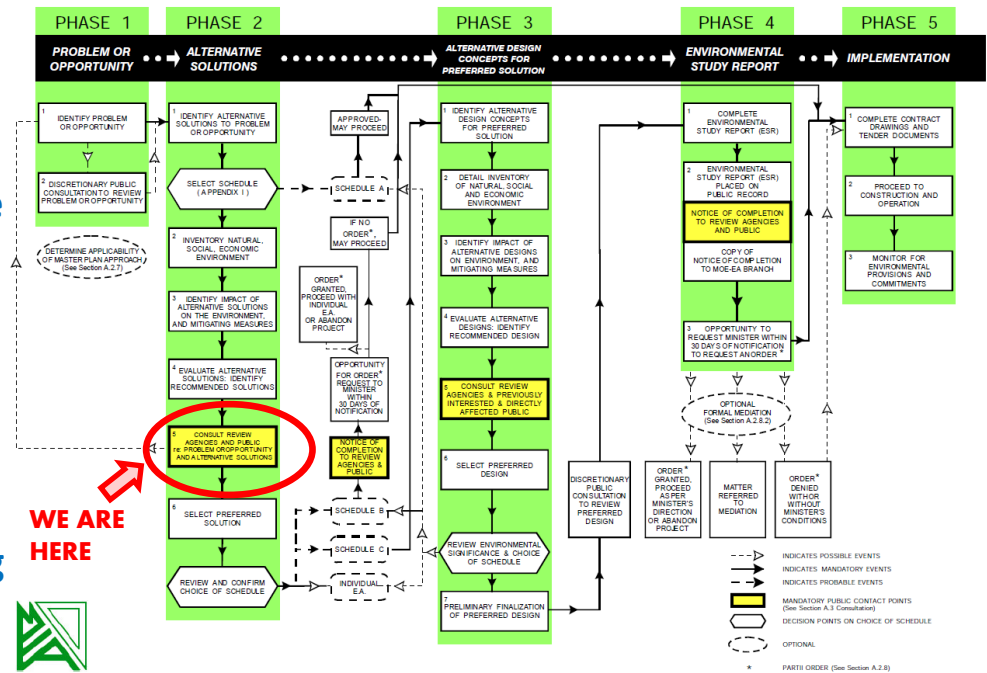 PHASE 1
PHASE 2
PHASE 3
PHASE 4
PHASE 5
PROBLEM OR
OPPORTUNITY
ALTERNATIVE
SOLUTIONS
ALTERNATIVE DESIGN
CONCEPTS FOR
PREFERRED SOLUTION
ENVIRONMENTAL
STUDY REPORT
IMPLEMENTATION
1
IDENTIFY PROBLEM
OR OPPORTUNITY
2
DISCRETIONARY PUBLIC
CONSULTATION TO REVIEW
PROBLEM OR OPPORTUNITY
DETERMINE APPLICABILITY
OF MASTER PLAN APPROACH
(See Section A.2.7)
1
IDENTIFY ALTERNATIVE
SOLUTIONS TO PROBLEM
OR OPPORTUNITY
SELECT SCHEDULE
(APPENDIX I)
2
INVENTORY NATURAL,
SOCIAL, ECONOMIC
ENVIRONMENT
3
IDENTIFY IMPACT OF
ALTERNATIVE SOLUTIONS
ON THE ENVIRONMENT,
AND MITIGATING MEASURES
4
EVALUATE ALTERNATIVE
SOLUTIONS: IDENTIFY
RECOMMENDED SOLUTIONS
5
CONSULT REVIEW
AGENCIES AND PUBLIC
re: PROBLEM OR OPPORTUNITY
AND ALTERNATIVE SOLUTIONS
6
SELECT PREFERRED
SOLUTION
REVIEW AND CONFIRM
CHOICE OF SCHEDULE
WE ARE
HERE
APPROVED-
MAY PROCEED
SCHEDULE A
IF NO
ORDER*,
MAY PROCEED
ORDER*
GRANTED,
PROCEED WITH
INDIVIDUAL
E.A.
OR ABANDON
PROJECT
OPPORTUNITY
FOR ORDER*
REQUEST TO
MINISTER
WITHIN
30 DAYS OF
NOTIFICATION
NOTICE OF
COMPLETION
TO REVIEW
AGENCIES &
PUBLIC
SCHEDULE B
SCHEDULE C
INDIVIDUAL
E.A.
1
IDENTIFY ALTERNATIVE
DESIGN CONCEPTS
FOR PREFERRED
SOLUTION
2
DETAIL INVENTORY
OF NATURAL, SOCIAL
AND ECONOMIC
ENVIRONMENT
3
IDENTIFY IMPACT OF
ALTERNATIVE DESIGNS
ON ENVIRONMENT, AND
MITIGATING MEASURES
4
EVALUATE ALTERNATIVE
DESIGNS: IDENTIFY
RECOMMENDED DESIGN
5
CONSULT REVIEW
AGENCIES & PREVIOUSLY
INTERESTED & DIRECTLY
AFFECTED PUBLIC
6
SELECT PREFERRED
DESIGN
REVIEW ENVIRONMENTAL
SIGNIFICANCE & CHOICE
OF SCHEDULE
7
PRELIMINARY FINALIZATION
OF PREFERRED DESIGN
DISCRETIONARY
PUBLIC
CONSULTATION
TO REVIEW
PREFERRED
DESIGN
1
COMPLETE
ENVIRONMENTAL
STUDY REPORT (ESR)
2
ENVIRONMENTAL
STUDY REPORT (ESR)
PLACED ON
PUBLIC RECORD
NOTICE OF COMPLETION
TO REVIEW AGENCIES
AND PUBLIC
COPY OF
NOTICE OF COMPLETION
TO MOE-EA BRANCH
3
OPPORTUNITY TO
REQUEST MINISTER WITHIN
30 DAYS OF NOTIFICATION
TO REQUEST AN ORDER *
OPTIONAL
FORMAL MEDIATION
(See Section A.2.8.2)
ORDER*
GRANTED,
PROCEED
AS PER
MINISTER'S
DIRECTION
OR ABANDON
PROJECT
MATTER
REFERRED
TO
MEDIATION
ORDER*
DENIED
WITH OR
WITHOUT
MINISTER'S
CONDITIONS
1
COMPLETE CONTRACT
DRAWINGS AND
TENDER DOCUMENTS
2
PROCEED TO
CONSTRUCTION AND
OPERATION
3
MONITOR FOR
ENVIRONMENTAL
PROVISIONS AND
COMMITMENTS
INDICATES POSSIBLE EVENTS
INDICATES MANDATORY EVENTS
INDICATES PROBABLE EVENTS
MANDATORY PUBLIC CONTACT POINTS
(See Section A.3 Consultation)
DECISION POINTS ON CHOICE OF SCHEDULE
OPTIONAL
* PART II ORDER (See Section A.2.8)
e
g